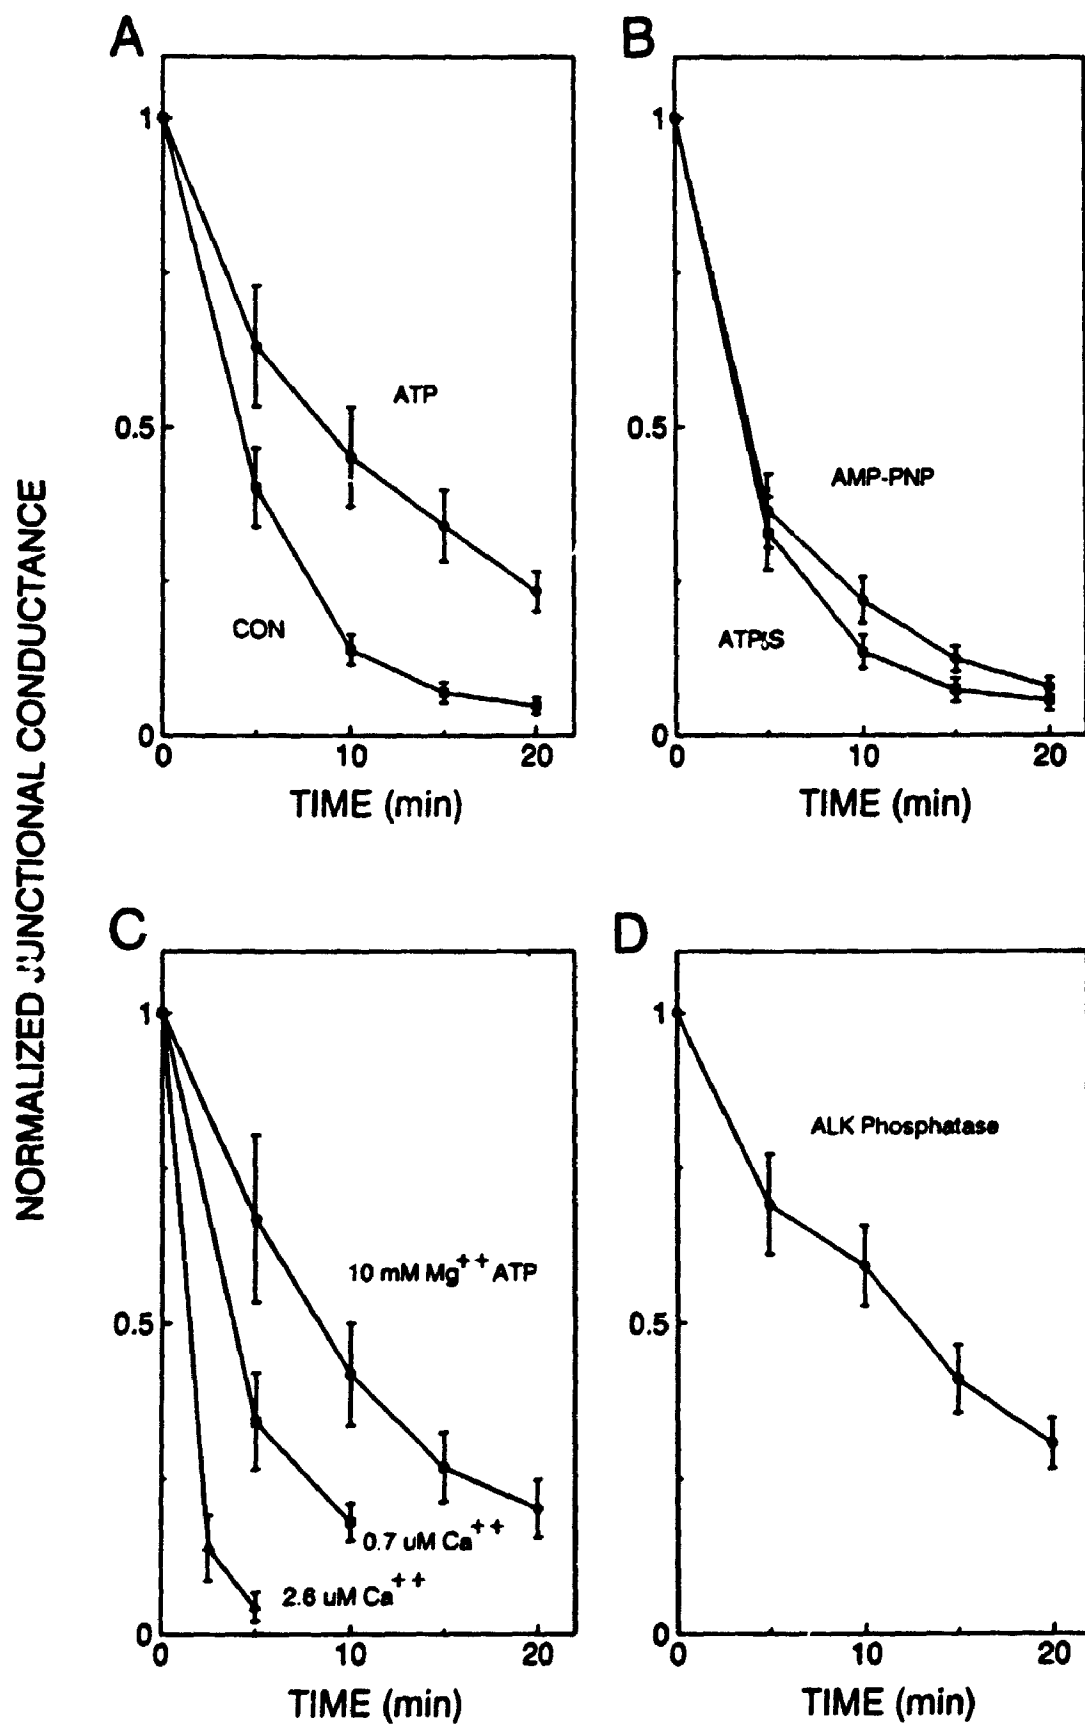 A
B
NORMALIZED JUNCTIONAL CONDUCTANCE
1
0.5
0
ATP
CON
0
10
20
TIME (min)
1
0.5
0
AMP-PNP
ATPγS
0
10
20
TIME (min)
C
D
1
0.5
0
10 mM Mg++ ATP
0.7 uM Ca++
2.6 uM Ca++
0
10
20
TIME (min)
1
0.5
0
ALK Phosphatase
0
10
20
TIME (min)